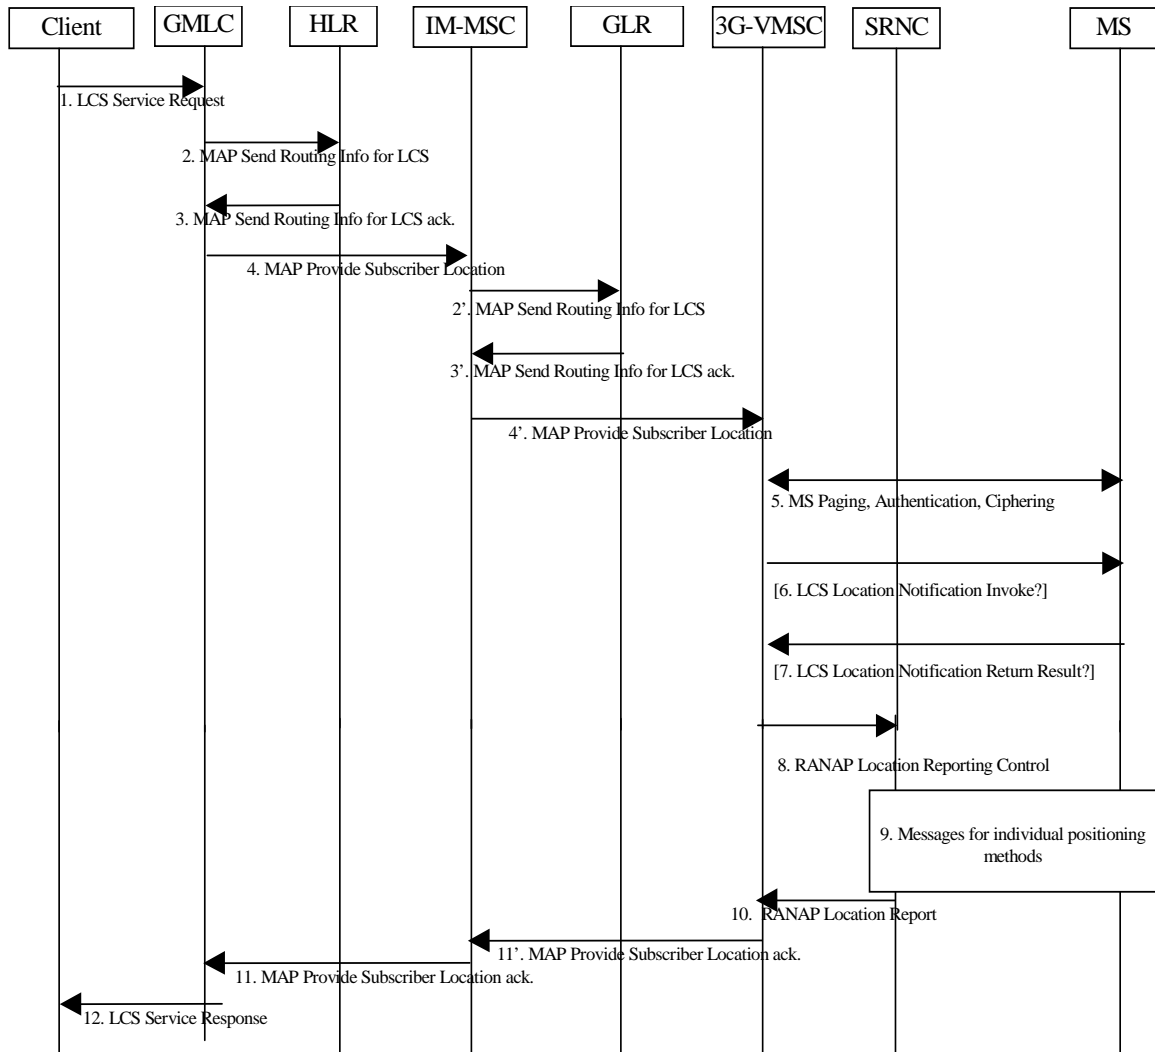 Client
GMLC
HLR
IM-MSC
GLR
3G-VMSC
SRNC
MS
1. LCS Service Request
2. MAP Send Routing Info for LCS
3. MAP Send Routing Info for LCS ack.
4. MAP Provide Subscriber Location
2’. MAP Send Routing Info for LCS
3’. MAP Send Routing Info for LCS ack.
4’. MAP Provide Subscriber Location
5. MS Paging, Authentication, Ciphering
[6. LCS Location Notification Invoke?]
[7. LCS Location Notification Return Result?]
8. RANAP Location Reporting Control
9. Messages for individual positioning
methods
10. RANAP Location Report
11’. MAP Provide Subscriber Location ack.
11. MAP Provide Subscriber Location ack.
12. LCS Service Response